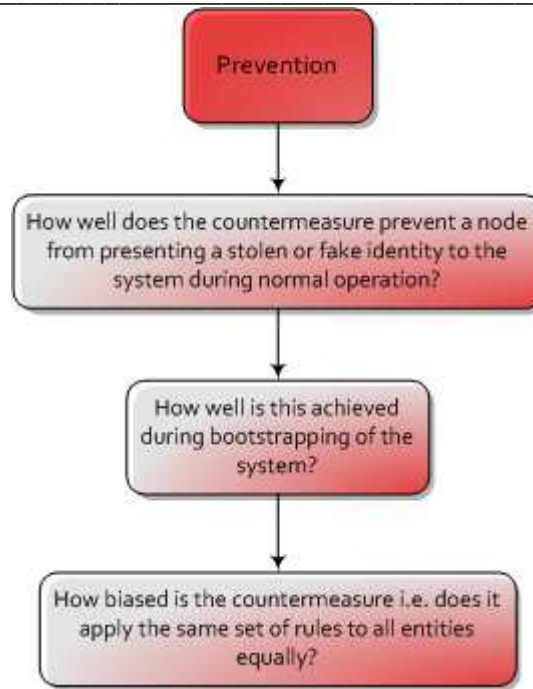 Prevention
How well does the countermeasure prevent a node
from presenting a stolen or fake identity to the
system during normal operation?
How well is this achieved
during bootstrapping of the
system?
How biased is the countermeasure i.e. does it
apply the same set of rules to all entities
equally?